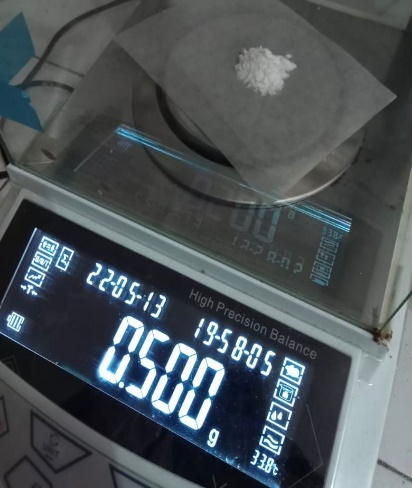 22-05-13
High Precision Balance
19-58-05
0.500
g
33.8℃